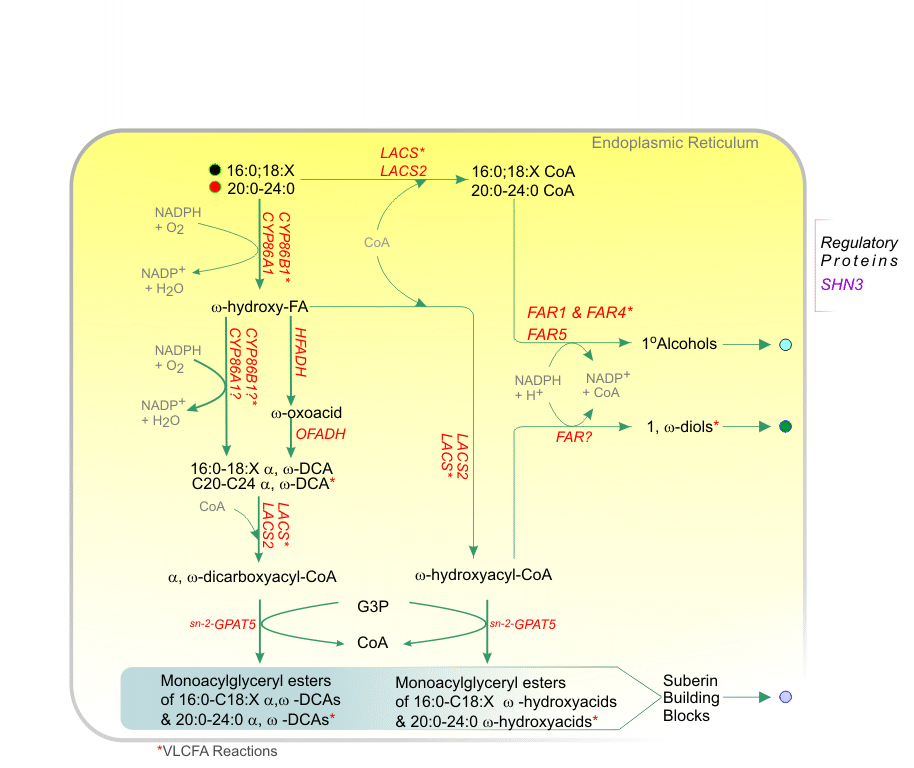 Endoplasmic Reticulum
LACS*
LACS2
16:0;18:X
20:0-24:0
16:0;18:X CoA
20:0-24:0 CoA
NADPH
+ O2
CYP86B1*
CYP86A1
CoA
NADP+
+ H2O
Regulatory
Proteins
SHN3
ω-hydroxy-FA
FAR1 & FAR4*
FAR5
1oAlcohols
NADPH
+ O2
CYP86B1?*
CYP86A1?
HFADH
NADP+
+ H2O
NADPH
+ H+
NADP+
+ CoA
ω-oxoacid
OFADH
FAR?
1, ω-diols*
LACS2
LACS*
16:0-18:X α, ω-DCA
C20-C24 α, ω-DCA*
CoA
LACS*
LACS2
α, ω-dicarboxyacyl-CoA
ω-hydroxyacyl-CoA
G3P
sn-2-GPAT5
sn-2-GPAT5
CoA
Monoacylglyceryl esters
of 16:0-C18:X α,ω -DCAs
& 20:0-24:0 α, ω -DCAs*
Monoacylglyceryl esters
of 16:0-C18:X ω -hydroxyacids
& 20:0-24:0 ω-hydroxyacids*
Suberin
Building
Blocks
*VLCFA Reactions